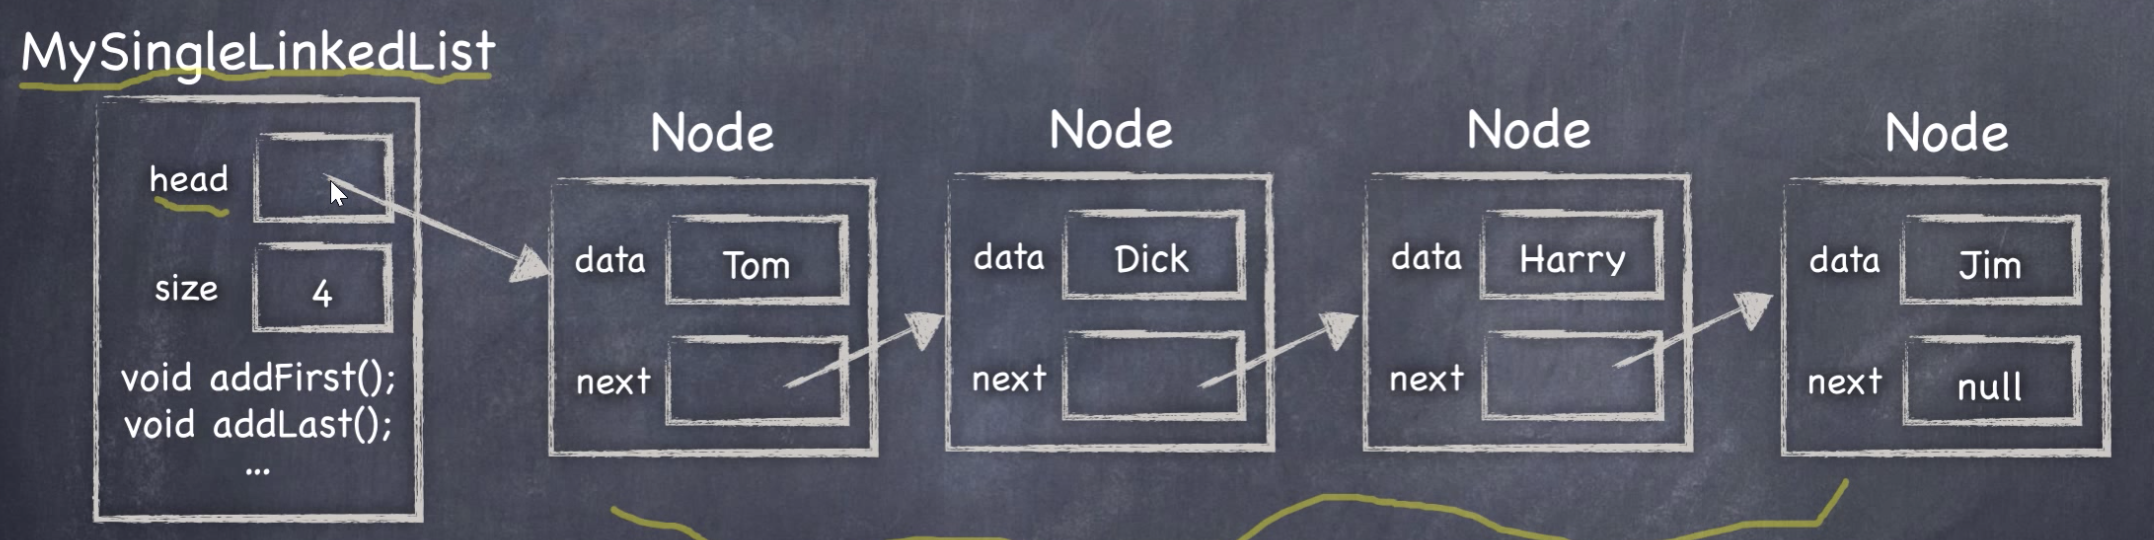 MySingleLinkedList
head
size 4
void addFirst();
void addLast();
...
Node
data Tom
next
Node
data Dick
next
Node
data Harry
next
Node
data Jim
next null